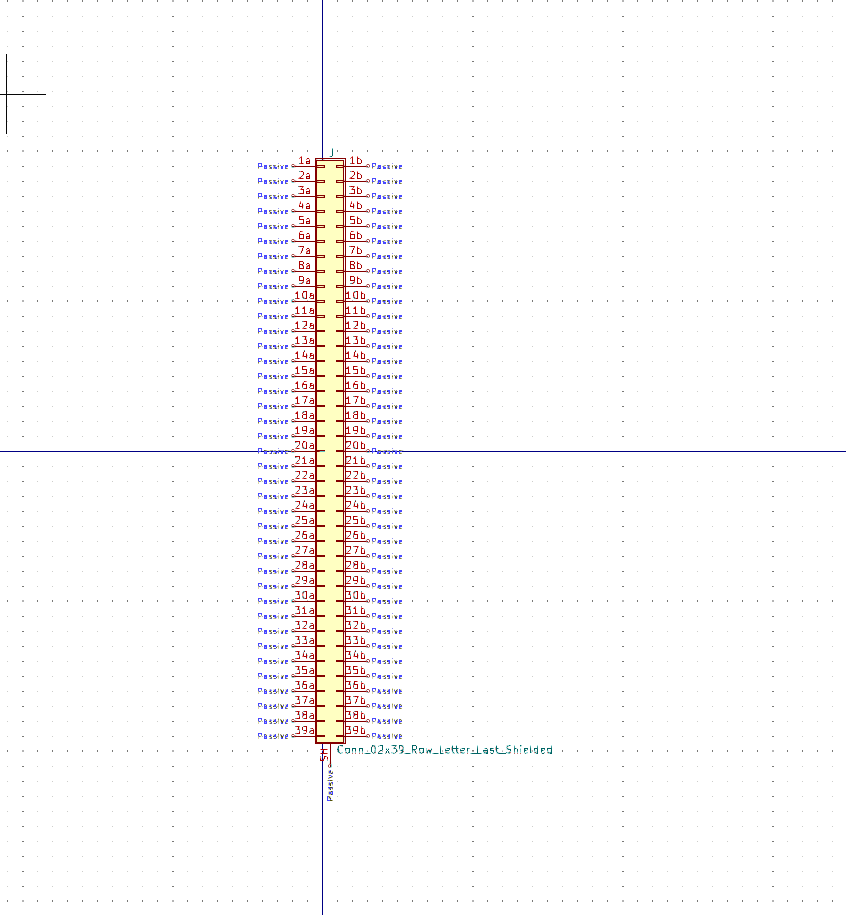 J
Passive 1a 1b Passive
Passive 2a 2b Passive
Passive 3a 3b Passive
Passive 4a 4b Passive
Passive 5a 5b Passive
Passive 6a 6b Passive
Passive 7a 7b Passive
Passive 8a 8b Passive
Passive 9a 9b Passive
Passive 10a 10b Passive
Passive 11a 11b Passive
Passive 12a 12b Passive
Passive 13a 13b Passive
Passive 14a 14b Passive
Passive 15a 15b Passive
Passive 16a 16b Passive
Passive 17a 17b Passive
Passive 18a 18b Passive
Passive 19a 19b Passive
Passive 20a 20b Passive
Passive 21a 21b Passive
Passive 22a 22b Passive
Passive 23a 23b Passive
Passive 24a 24b Passive
Passive 25a 25b Passive
Passive 26a 26b Passive
Passive 27a 27b Passive
Passive 28a 28b Passive
Passive 29a 29b Passive
Passive 30a 30b Passive
Passive 31a 31b Passive
Passive 32a 32b Passive
Passive 33a 33b Passive
Passive 34a 34b Passive
Passive 35a 35b Passive
Passive 36a 36b Passive
Passive 37a 37b Passive
Passive 38a 38b Passive
Passive 39a 39b Passive
Conn_02x39_Row_Letter_Last_Shielded
SH
Passive